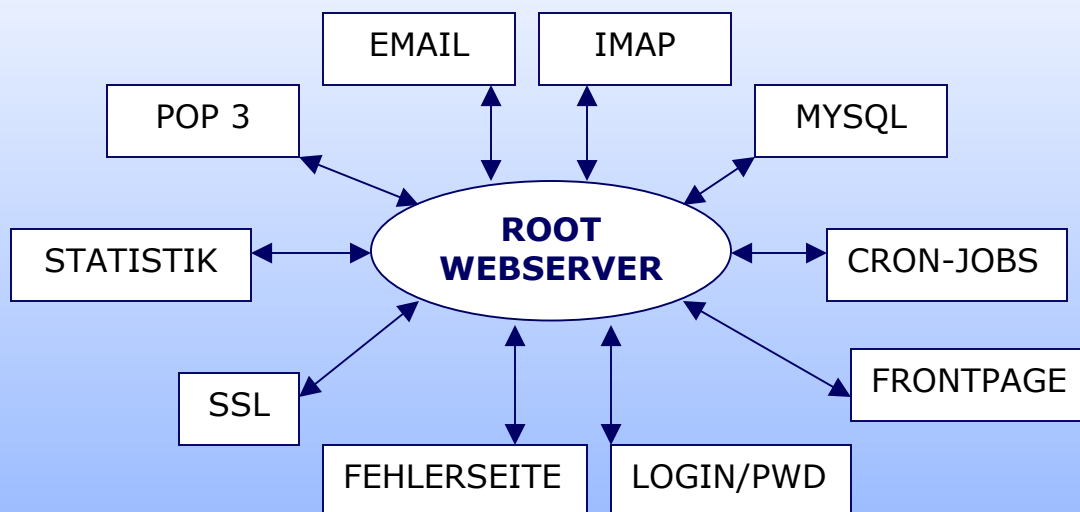 EMAIL
IMAP
POP 3
MYSQL
ROOT
WEBSERVER
STATISTIK
CRON-JOBS
FRONTPAGE
SSL
FEHLERSEITE
LOGIN/PWD